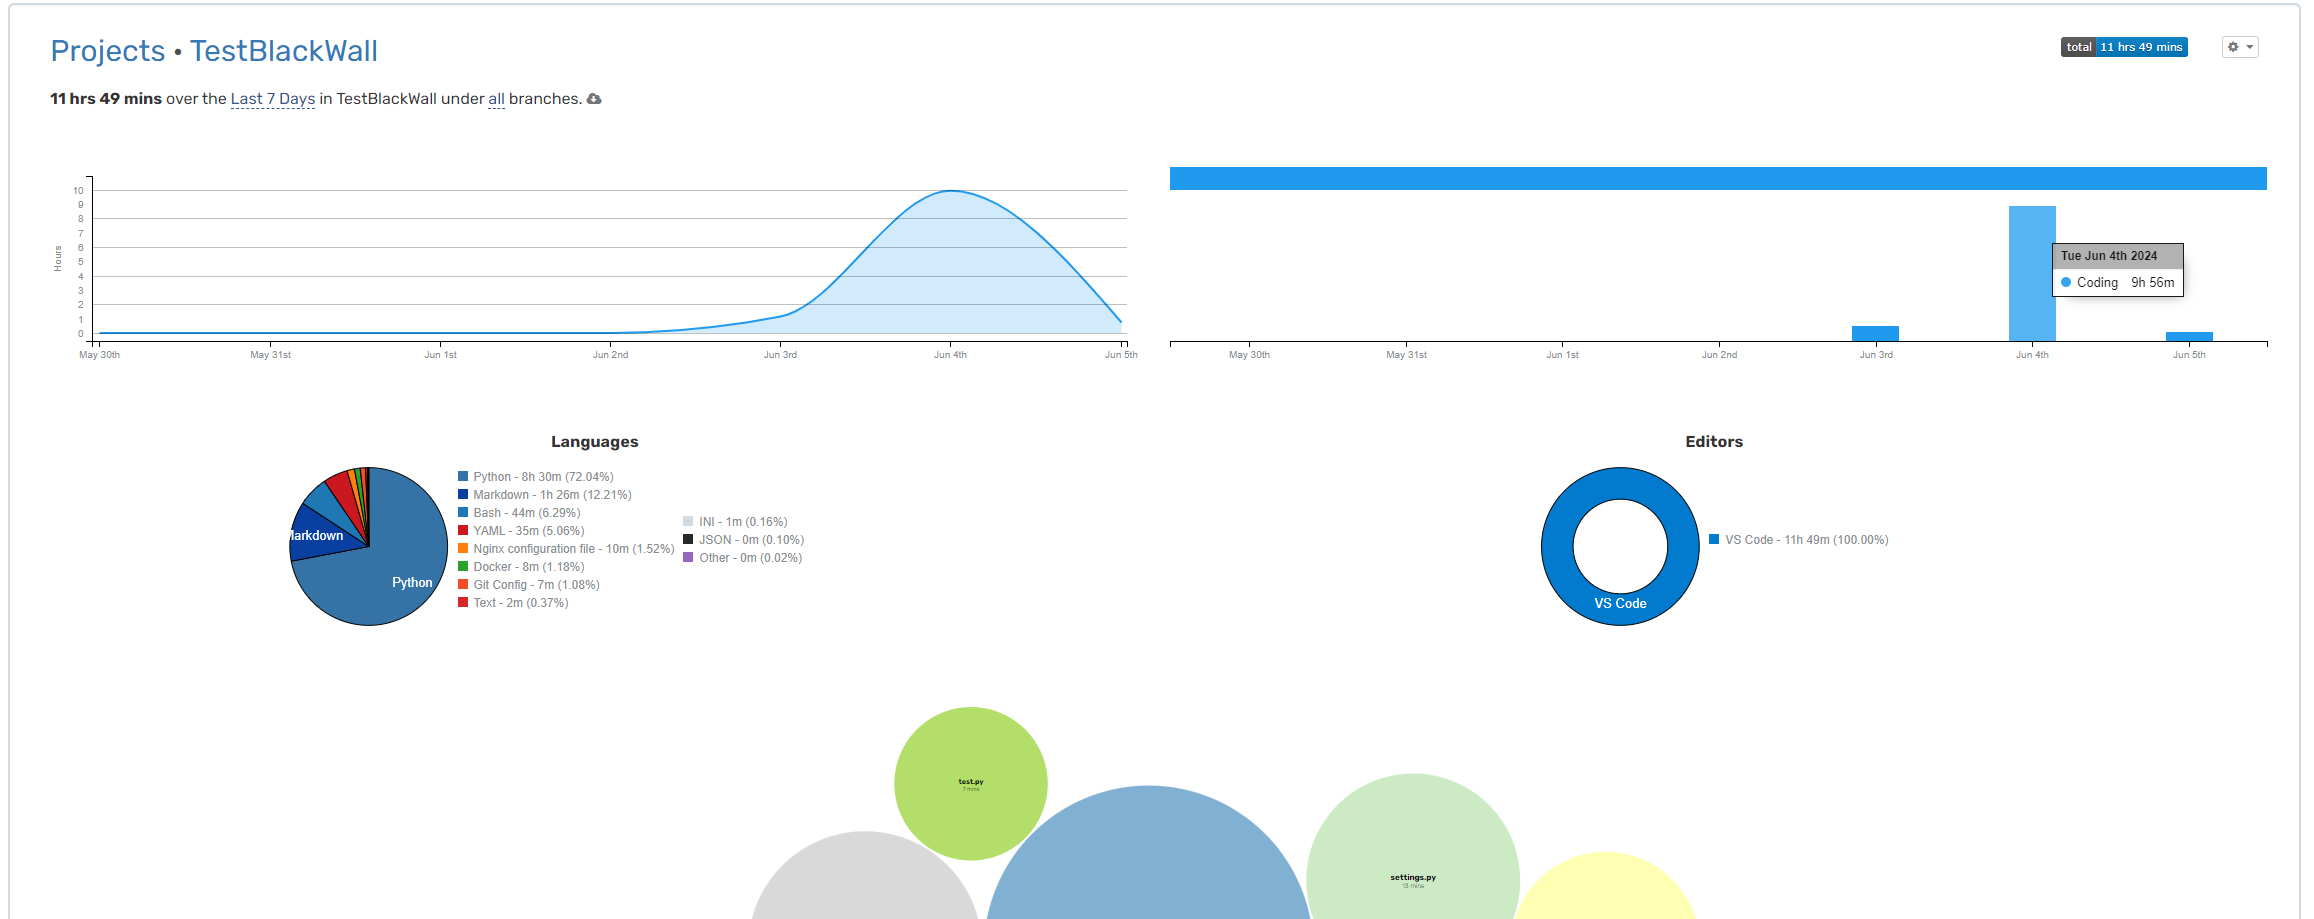 Projects • TestBlackWall
total 11 hrs 49 mins
11 hrs 49 mins over the Last 7 Days in TestBlackWall under all branches.
Hours
10
9
8
7
6
5
4
3
2
1
0
May 30th
May 31st
Jun 1st
Jun 2nd
Jun 3rd
Jun 4th
Jun 5th
Tue Jun 4th 2024
Coding 9h 56m
May 30th
May 31st
Jun 1st
Jun 2nd
Jun 3rd
Jun 4th
Jun 5th
Languages
arkdown
Python
Python - 8h 30m (72.04%)
Markdown - 1h 26m (12.21%)
Bash - 44m (6.29%)
YAML - 35m (5.06%)
Nginx configuration file - 10m (1.52%)
Docker - 8m (1.18%)
Git Config - 7m (1.08%)
Text - 2m (0.37%)
INI - 1m (0.16%)
JSON - 0m (0.10%)
Other - 0m (0.02%)
Editors
VS Code
VS Code - 11h 49m (100.00%)
test.py
7 mins
settings.py
13 mins